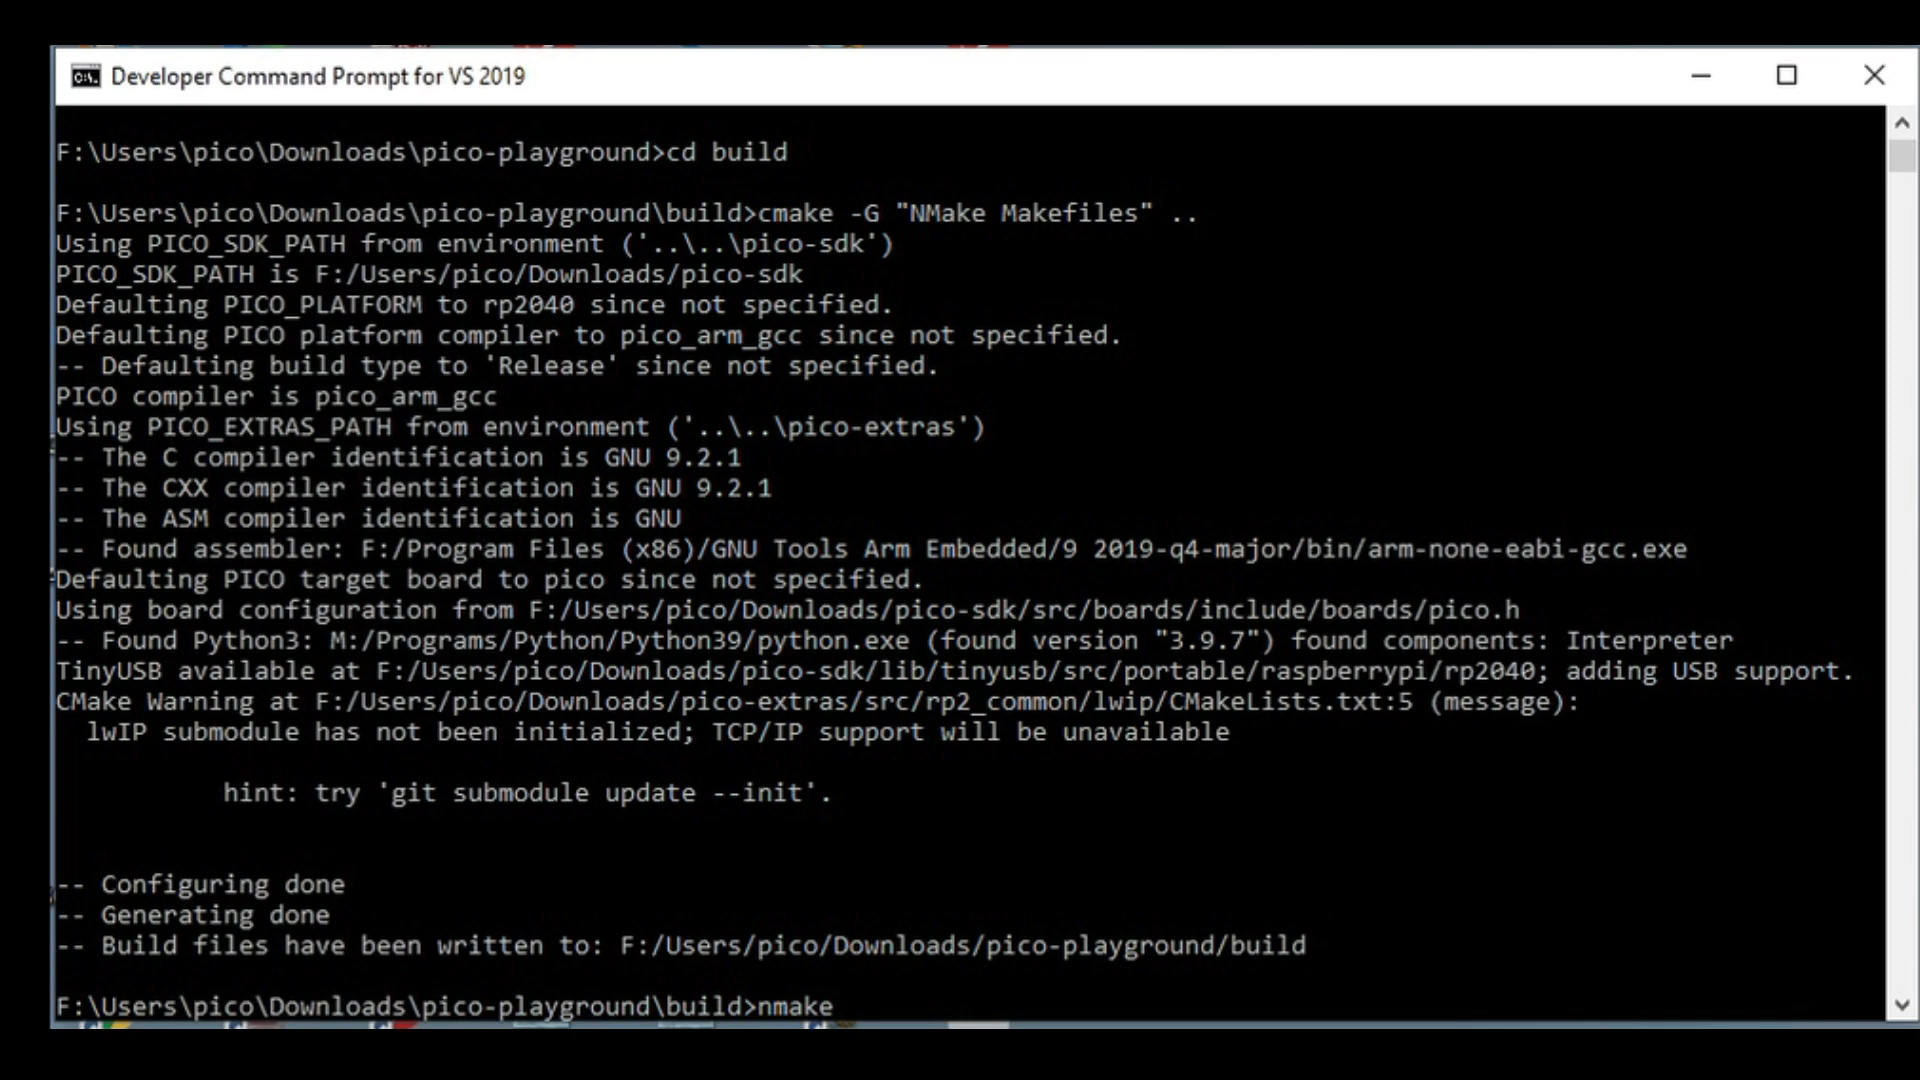 Developer Command Prompt for VS 2019
F:\Users\pico\Downloads\pico-playground>cd build
F:\Users\pico\Downloads\pico-playground\build>cmake -G "NMake Makefiles" ..
Using PICO_SDK_PATH from environment ('..\..\pico-sdk')
PICO_SDK_PATH is F:/Users/pico/Downloads/pico-sdk
Defaulting PICO_PLATFORM to rp2040 since not specified.
Defaulting PICO platform compiler to pico_arm_gcc since not specified.
-- Defaulting build type to 'Release' since not specified.
PICO compiler is pico_arm_gcc
Using PICO_EXTRAS_PATH from environment ('..\..\pico-extras')
-- The C compiler identification is GNU 9.2.1
-- The CXX compiler identification is GNU 9.2.1
-- The ASM compiler identification is GNU
-- Found assembler: F:/Program Files (x86)/GNU Tools Arm Embedded/9 2019-q4-major/bin/arm-none-eabi-gcc.exe
Defaulting PICO target board to pico since not specified.
Using board configuration from F:/Users/pico/Downloads/pico-sdk/src/boards/include/boards/pico.h
-- Found Python3: M:/Programs/Python/Python39/python.exe (found version "3.9.7") found components: Interpreter
TinyUSB available at F:/Users/pico/Downloads/pico-sdk/lib/tinyusb/src/portable/raspberrypi/rp2040; adding USB support.
CMake Warning at F:/Users/pico/Downloads/pico-extras/src/rp2_common/lwip/CMakeLists.txt:5 (message):
lwIP submodule has not been initialized; TCP/IP support will be unavailable
hint: try 'git submodule update --init'.
-- Configuring done
-- Generating done
-- Build files have been written to: F:/Users/pico/Downloads/pico-playground/build
F:\Users\pico\Downloads\pico-playground\build>nmake